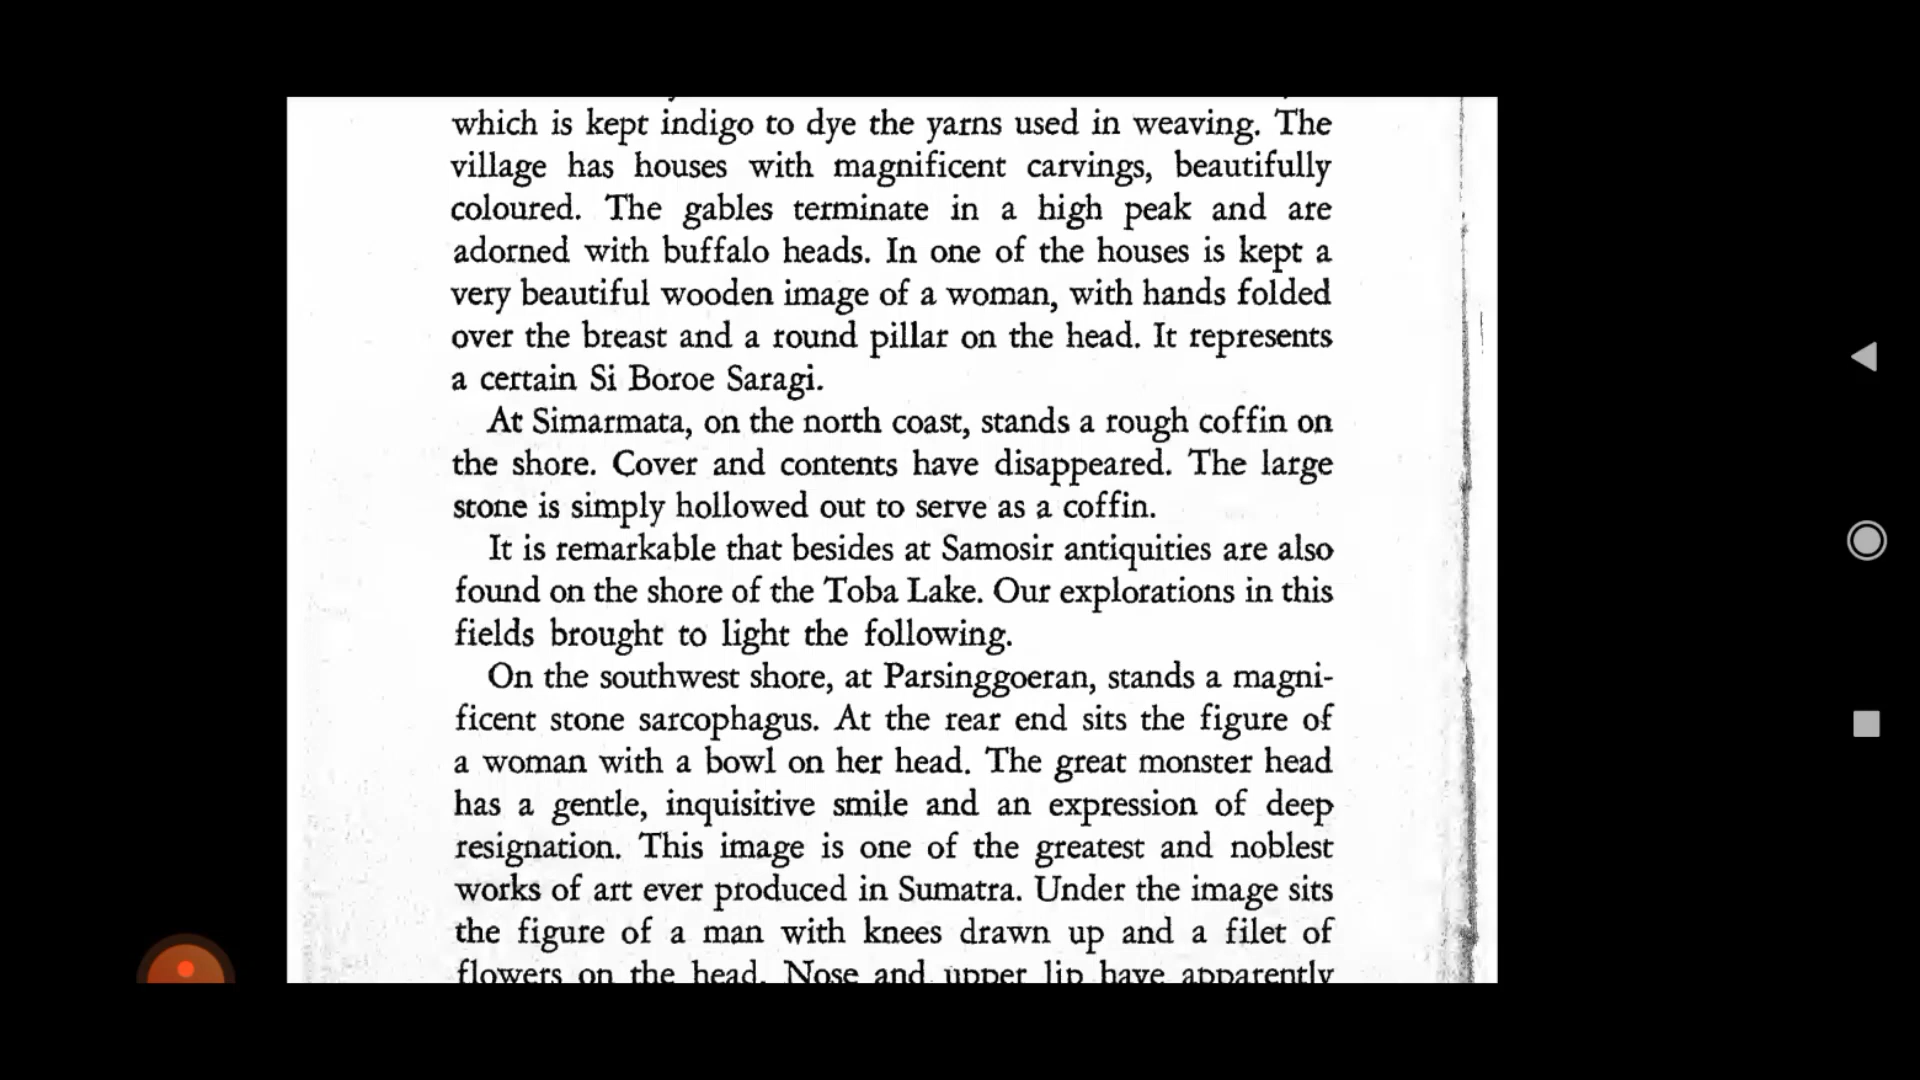 which is kept indigo to dye the yarns used in weaving. The
village has houses with magnificent carvings, beautifully
coloured. The gables terminate in a high peak and are
adorned with buffalo heads. In one of the houses is kept a
very beautiful wooden image of a woman, with hands folded
over the breast and a round pillar on the head. It represents
a certain Si Boroe Saragi.
At Simarmata, on the north coast, stands a rough coffin on
the shore. Cover and contents have disappeared. The large
stone is simply hollowed out to serve as a coffin.
It is remarkable that besides at Samosir antiquities are also
found on the shore of the Toba Lake. Our explorations in this
fields brought to light the following.
On the southwest shore, at Parsinggoeran, stands a magni-
ficent stone sarcophagus. At the rear end sits the figure of
a woman with a bowl on her head. The great monster head
has a gentle, inquisitive smile and an expression of deep
resignation. This image is one of the greatest and noblest
works of art ever produced in Sumatra. Under the image sits
the figure of a man with knees drawn up and a filet of
flowers on the head. Nose and upper lip have apparently